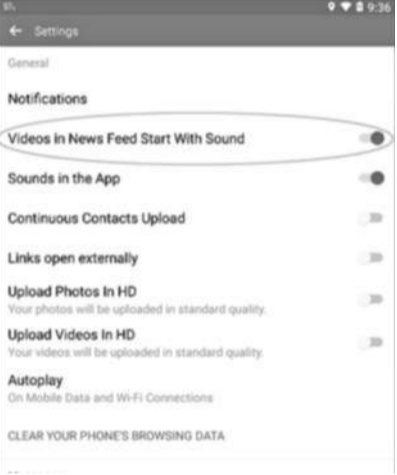 9:36
Settings
General
Notifications
Videos in News Feed Start With Sound
Sounds in the App
Continuous Contacts Upload
Links open externally
Upload Photos In HD
Your photos will be uploaded in standard quality.
Upload Videos In HD
Your videos will be uploaded in standard quality.
Autoplay
On Mobile Data and Wi-Fi Connections
CLEAR YOUR PHONE'S BROWSING DATA